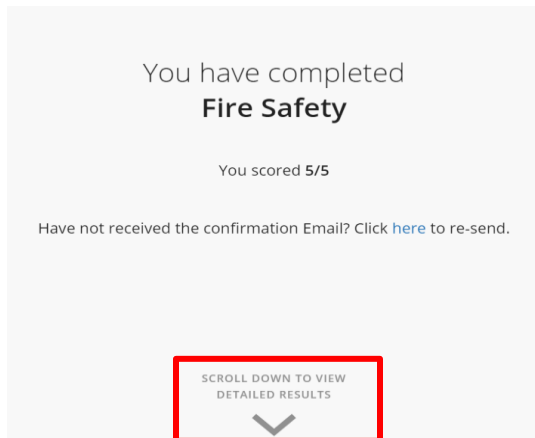 You have completed
Fire Safety
You scored 5/5
Have not received the confirmation Email? Click here to re-send.
SCROLL DOWN TO VIEW
DETAILED RESULTS